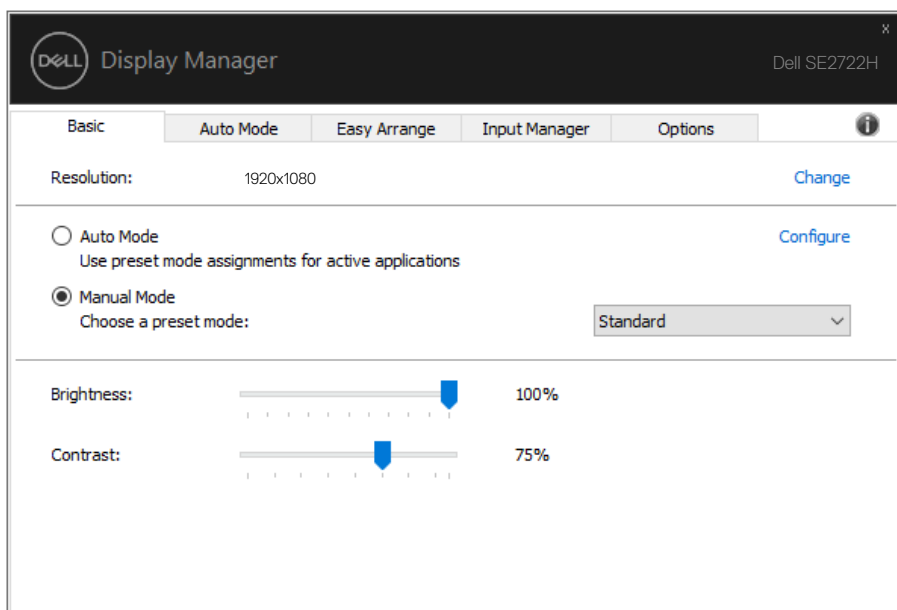 x
DELL Display Manager
Dell SE2722H
Basic Auto Mode Easy Arrange Input Manager Options i
Resolution: 1920x1080 Change
Auto Mode Configure
Use preset mode assignments for active applications
Manual Mode
Choose a preset mode: Standard
Brightness: 100%
Contrast: 75%